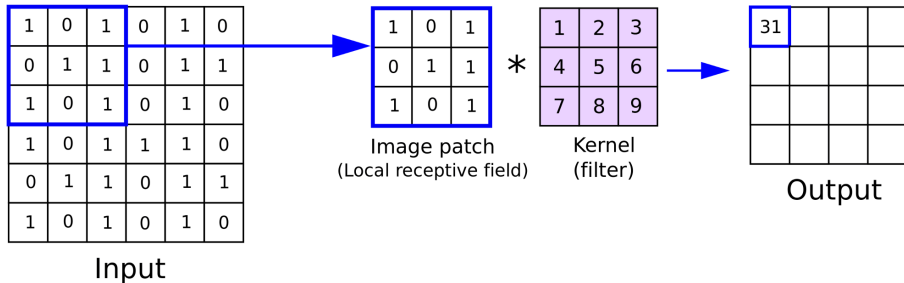 1 0 1 0 1 0
0 1 1 0 1 1
1 0 1 0 1 0
1 0 1 1 1 0
0 1 1 0 1 1
1 0 1 0 1 0
Input
1 0 1
0 1 1
1 0 1
Image patch
(Local receptive field)
*
1 2 3
4 5 6
7 8 9
Kernel
(filter)
31
Output